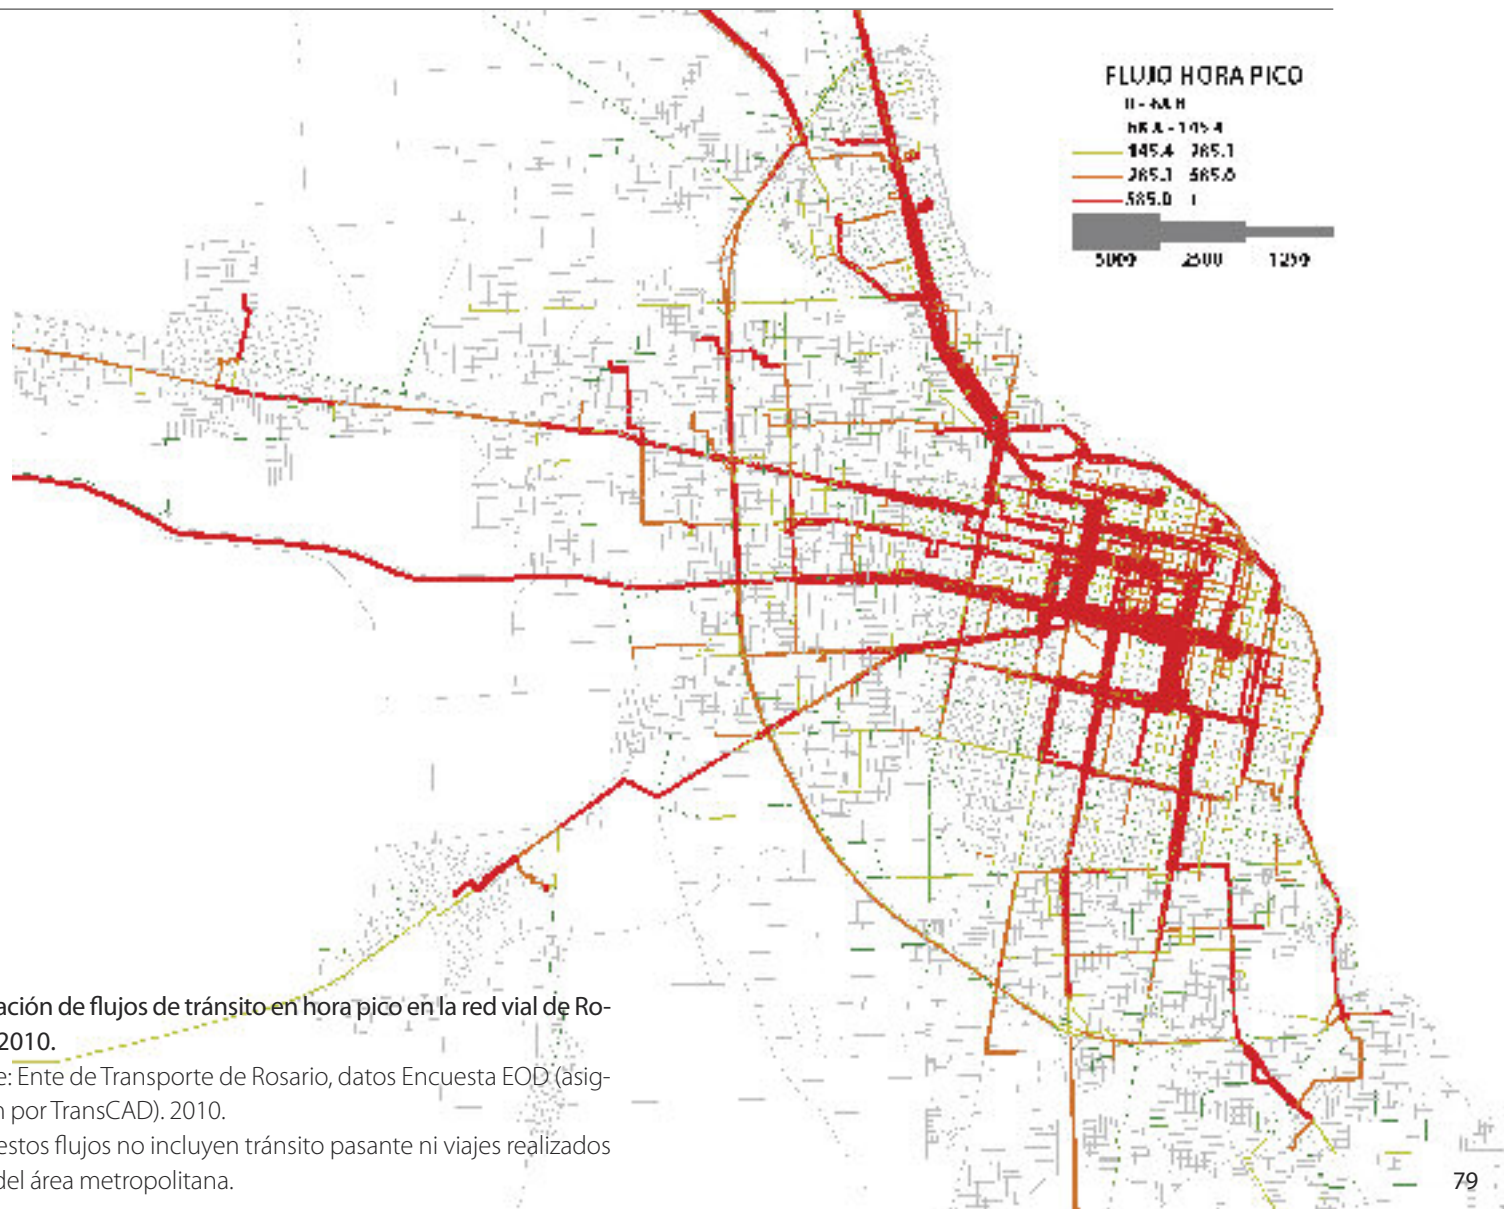 FLUJO HORA PICO
145.4 285.1
285.1 585.0
585.0
5000 2500 1250
ación de flujos de tránsito en hora pico en la red vial de Ro-
2010.
e: Ente de Transporte de Rosario, datos Encuesta EOD (asig-
n por TransCAD). 2010.
estos flujos no incluyen tránsito pasante ni viajes realizados
del área metropolitana.
79